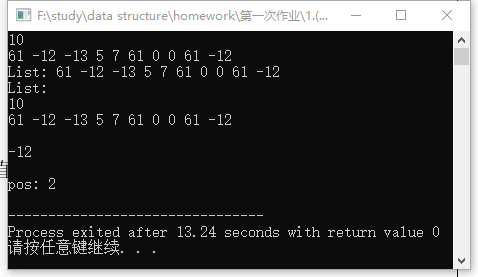 F:\study\data structure\homework\第一次作业\1.(...
10
61 -12 -13 5 7 61 0 0 61 -12
List: 61 -12 -13 5 7 61 0 0 61 -12
List:
10
61 -12 -13 5 7 61 0 0 61 -12
-12
pos: 2
--------------------------------
Process exited after 13.24 seconds with return value 0
请按任意键继续. . .